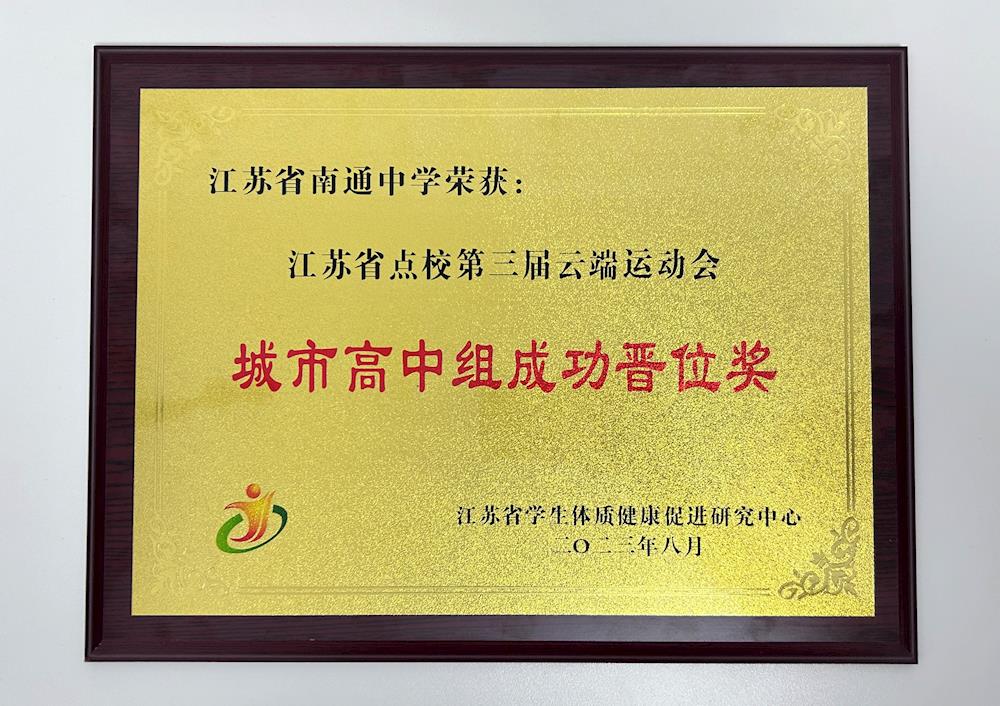 江苏省南通中学荣获：
江苏省点校第三届云端运动会
城市高中组成功晋位奖
江苏省学生体质健康促进研究中心
二〇二三年八月